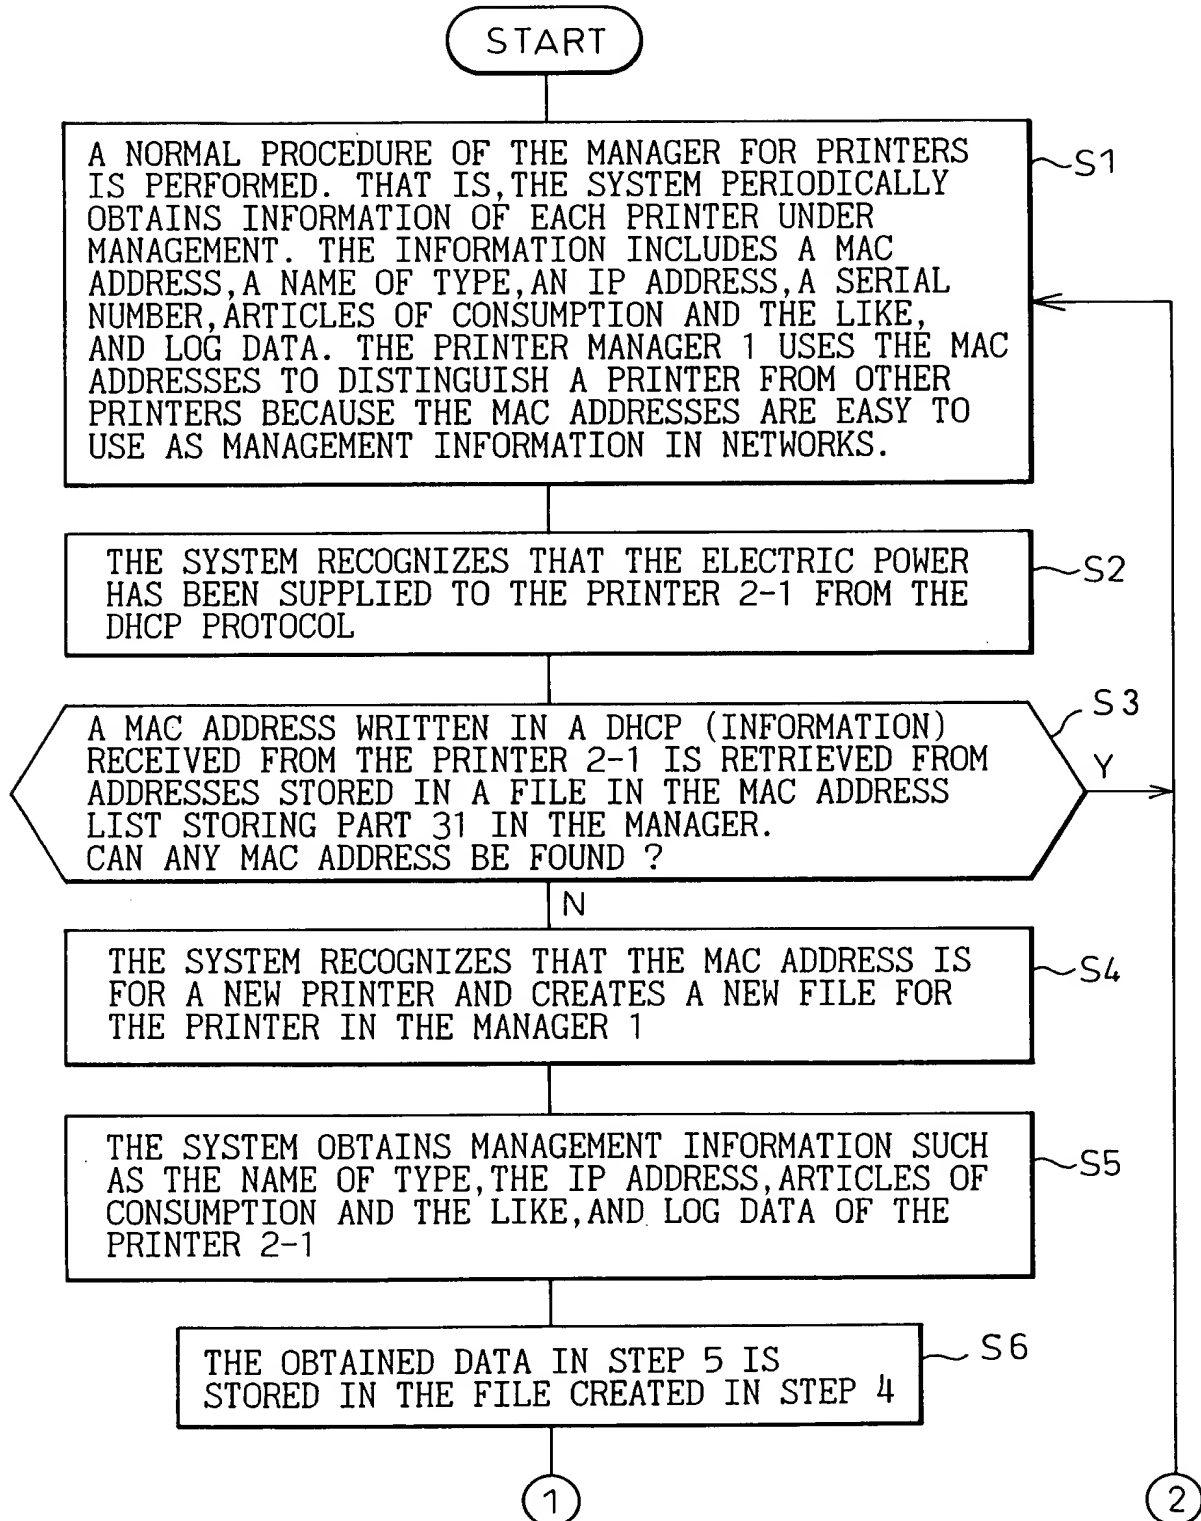 START
A NORMAL PROCEDURE OF THE MANAGER FOR PRINTERS
IS PERFORMED. THAT IS, THE SYSTEM PERIODICALLY
OBTAINS INFORMATION OF EACH PRINTER UNDER
MANAGEMENT. THE INFORMATION INCLUDES A MAC
ADDRESS, A NAME OF TYPE, AN IP ADDRESS, A SERIAL
NUMBER, ARTICLES OF CONSUMPTION AND THE LIKE,
AND LOG DATA. THE PRINTER MANAGER 1 USES THE MAC
ADDRESSES TO DISTINGUISH A PRINTER FROM OTHER
PRINTERS BECAUSE THE MAC ADDRESSES ARE EASY TO
USE AS MANAGEMENT INFORMATION IN NETWORKS.
S1
THE SYSTEM RECOGNIZES THAT THE ELECTRIC POWER
HAS BEEN SUPPLIED TO THE PRINTER 2-1 FROM THE
DHCP PROTOCOL
S2
A MAC ADDRESS WRITTEN IN A DHCP (INFORMATION)
RECEIVED FROM THE PRINTER 2-1 IS RETRIEVED FROM
ADDRESSES STORED IN A FILE IN THE MAC ADDRESS
LIST STORING PART 31 IN THE MANAGER.
CAN ANY MAC ADDRESS BE FOUND ?
S3
Y
N
THE SYSTEM RECOGNIZES THAT THE MAC ADDRESS IS
FOR A NEW PRINTER AND CREATES A NEW FILE FOR
THE PRINTER IN THE MANAGER 1
S4
THE SYSTEM OBTAINS MANAGEMENT INFORMATION SUCH
AS THE NAME OF TYPE, THE IP ADDRESS, ARTICLES OF
CONSUMPTION AND THE LIKE, AND LOG DATA OF THE
PRINTER 2-1
S5
THE OBTAINED DATA IN STEP 5 IS
STORED IN THE FILE CREATED IN STEP 4
S6
1
2